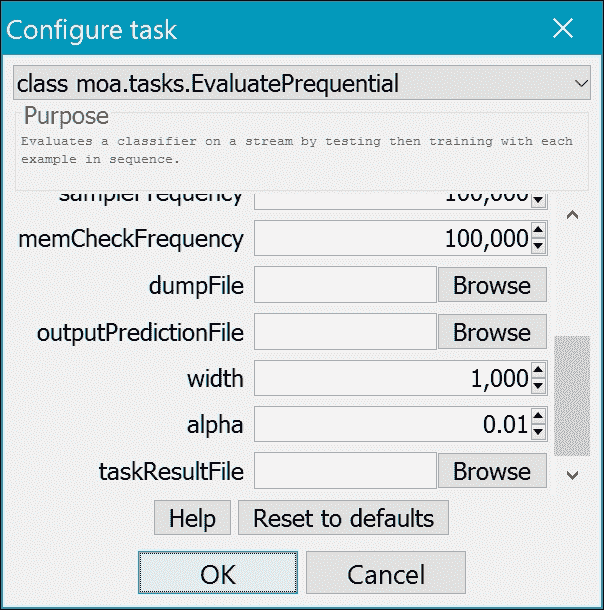 Configure task
class moa.tasks.EvaluatePrequential
Purpose
Evaluates a classifier on a stream by testing then training with each
example in sequence.
sampleFrequency 100,000
memCheckFrequency 100,000
dumpFile Browse
outputPredictionFile Browse
width 1,000
alpha 0.01
taskResultFile Browse
Help Reset to defaults
OK Cancel